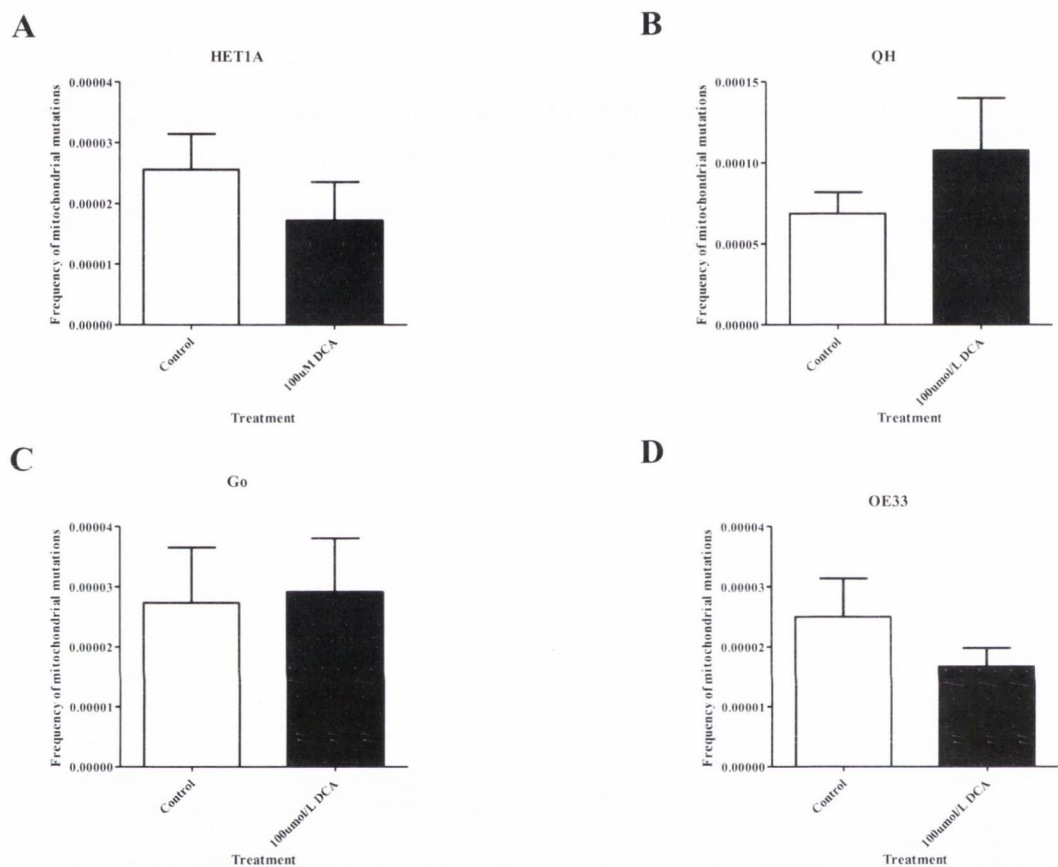 A
HET1A
Frequency of mitochondrial mutations
0.00004
0.00003
0.00002
0.00001
0.00000
Control
100uM DCA
Treatment
B
QH
Frequency of mitochondrial mutations
0.00015
0.00010
0.00005
0.00000
Control
100umol/L DCA
Treatment
C
Go
Frequency of mitochondrial mutations
0.00004
0.00003
0.00002
0.00001
0.00000
Control
100umol/L DCA
Treatment
D
OE33
Frequency of mitochondrial mutations
0.00004
0.00003
0.00002
0.00001
0.00000
Control
100umol/L DCA
Treatment